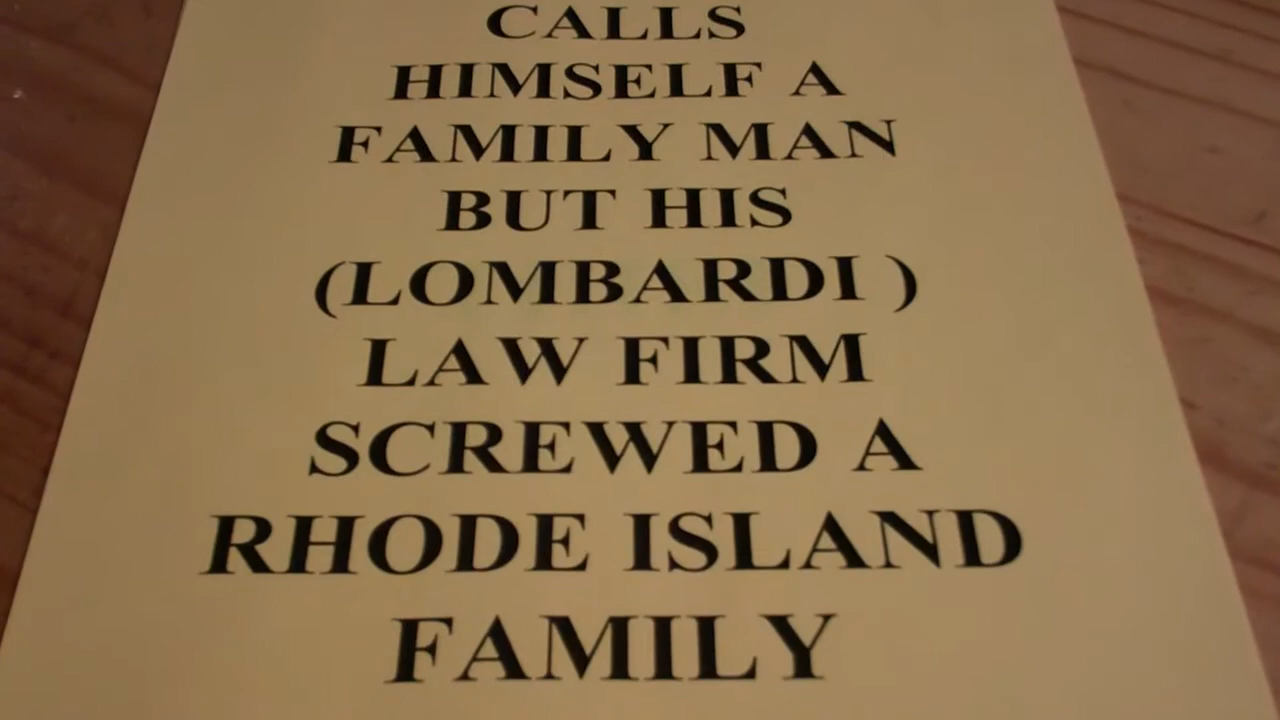 CALLS
HIMSELF A
FAMILY MAN
BUT HIS
(LOMBARDI )
LAW FIRM
SCREWED A
RHODE ISLAND
FAMILY